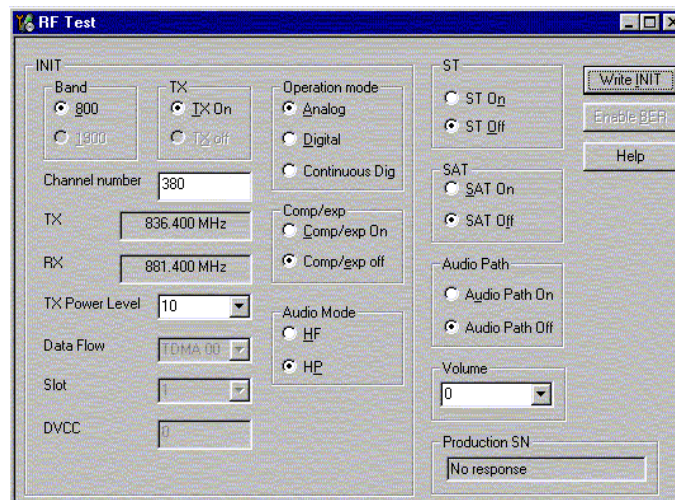 RF Test
INIT
Band
800
1900
TX
TX On
TX off
Operation mode
Analog
Digital
Continuous Dig
Channel number
380
TX
836.400 MHz
RX
881.400 MHz
TX Power Level
10
Data Flow
TDMA 00
Slot
1
DVCC
0
Comp/exp
Comp/exp On
Comp/exp off
Audio Mode
HF
HP
ST
ST On
ST Off
SAT
SAT On
SAT Off
Audio Path
Audio Path On
Audio Path Off
Volume
0
Production SN
No response
Write INIT
Enable BER
Help